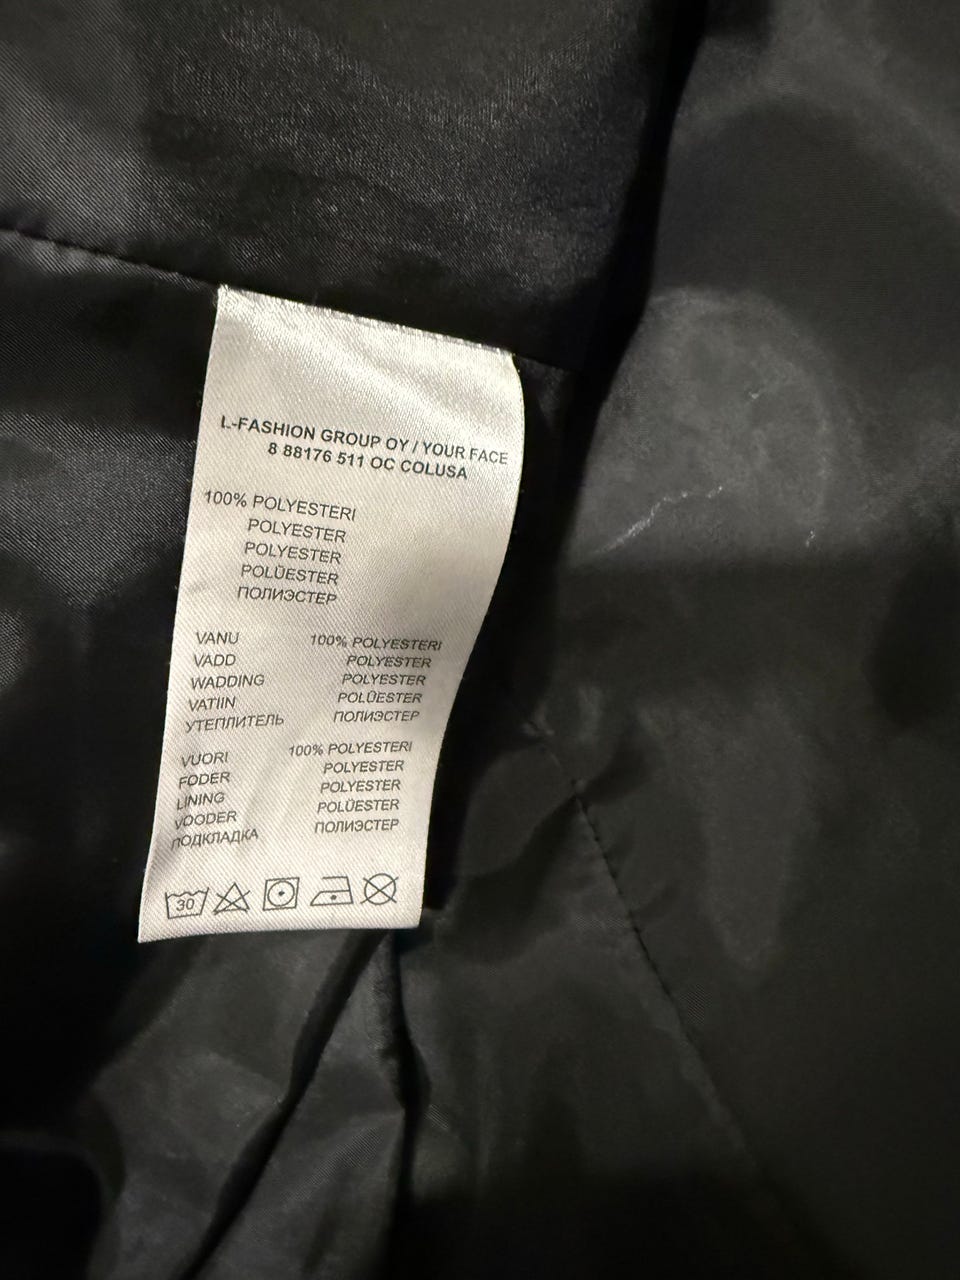 L-FASHION GROUP OY / YOUR FACE
8 88176 511 OC COLUSA
100% POLYESTERI
POLYESTER
POLYESTER
POLÜESTER
ПОЛИЭСТЕР
VANU 100% POLYESTERI
VADD POLYESTER
WADDING POLYESTER
VATIIN POLÜESTER
УТЕПЛИТЕЛЬ ПОЛИЭСТЕР
VUORI 100% POLYESTERI
FODER POLYESTER
LINING POLYESTER
VOODER POLÜESTER
ПОДКЛАДКА ПОЛИЭСТЕР
30